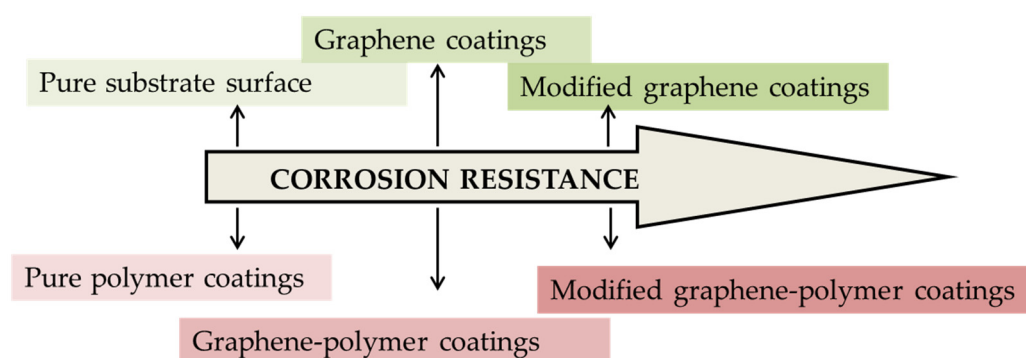 Graphene coatings
Pure substrate surface
Modified graphene coatings
CORROSION RESISTANCE
Pure polymer coatings
Modified graphene-polymer coatings
Graphene-polymer coatings